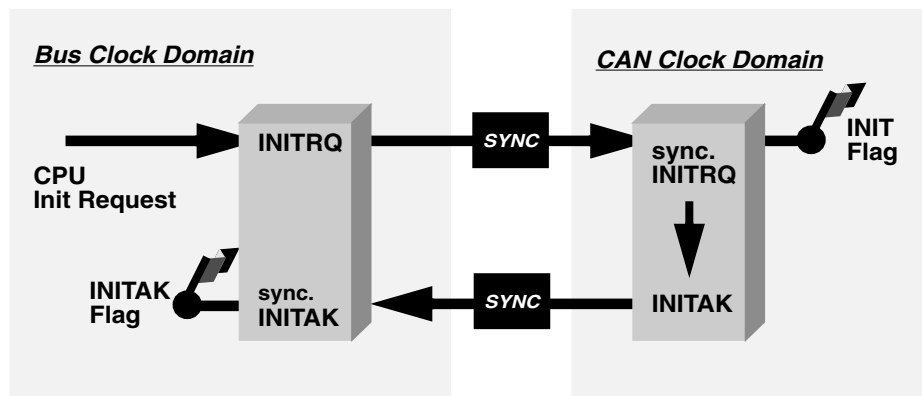 Bus Clock Domain
CAN Clock Domain
INITRQ
SYNC
sync.
INITRQ
INIT
Flag
CPU
Init Request
INITAK
Flag
sync.
INITAK
SYNC
INITAK